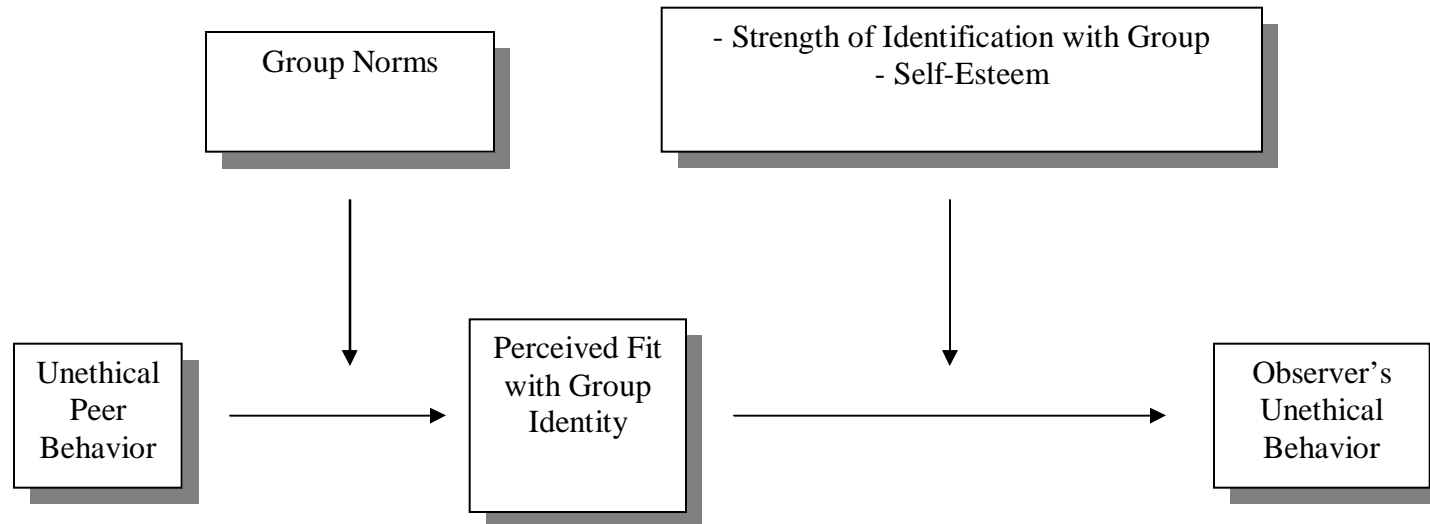 Group Norms
- Strength of Identification with Group
- Self-Esteem
Unethical
Peer
Behavior
Perceived Fit
with Group
Identity
Observer’s
Unethical
Behavior